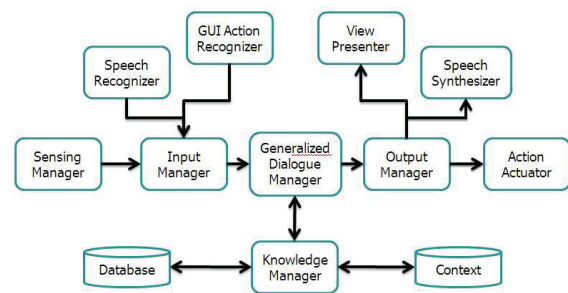 GUI Action
Recognizer
View
Presenter
Speech
Recognizer
Speech
Synthesizer
Sensing
Manager
Input
Manager
Generalized
Dialogue
Manager
Output
Manager
Action
Actuator
Database
Knowledge
Manager
Context